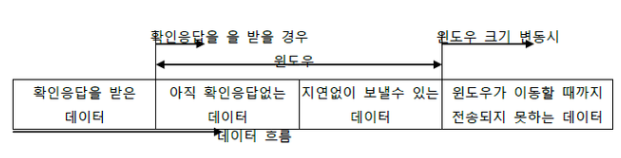 확인응답을 을 받을 경우
윈도우 크기 변동시
윈도우
확인응답을 받은
데이터
아직 확인응답없는
데이터
지연없이 보낼수 있는
데이터
윈도우가 이동할 때까지
전송되지 못하는 데이터
데이터 흐름